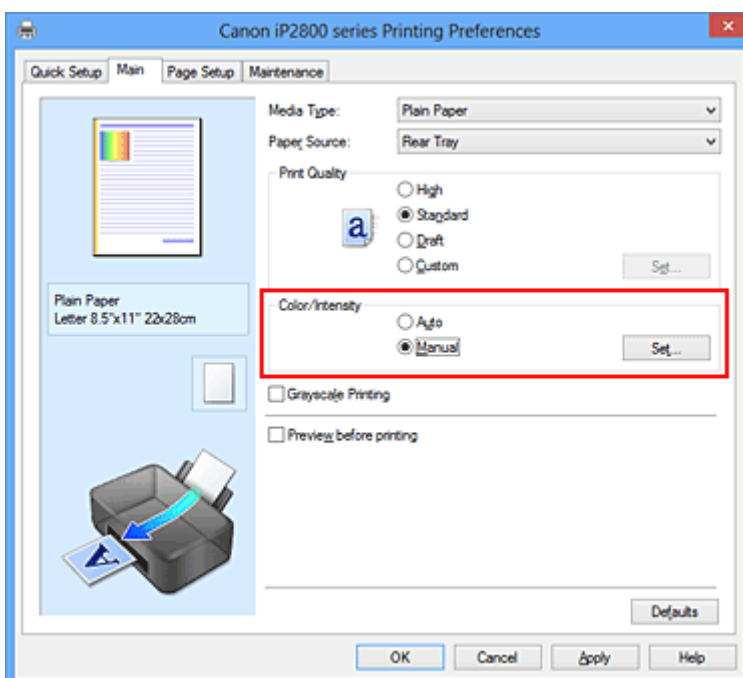 Canon iP2800 series Printing Preferences
Quick Setup Main Page Setup Maintenance
Media Type: Plain Paper
Paper Source: Rear Tray
Print Quality
High
a Standard
Draft
Custom Set...
Plain Paper
Letter 8.5"x11" 22x28cm
Color/Intensity
Auto
Manual Set...
Grayscale Printing
Preview before printing
A
Defaults
OK Cancel Apply Help